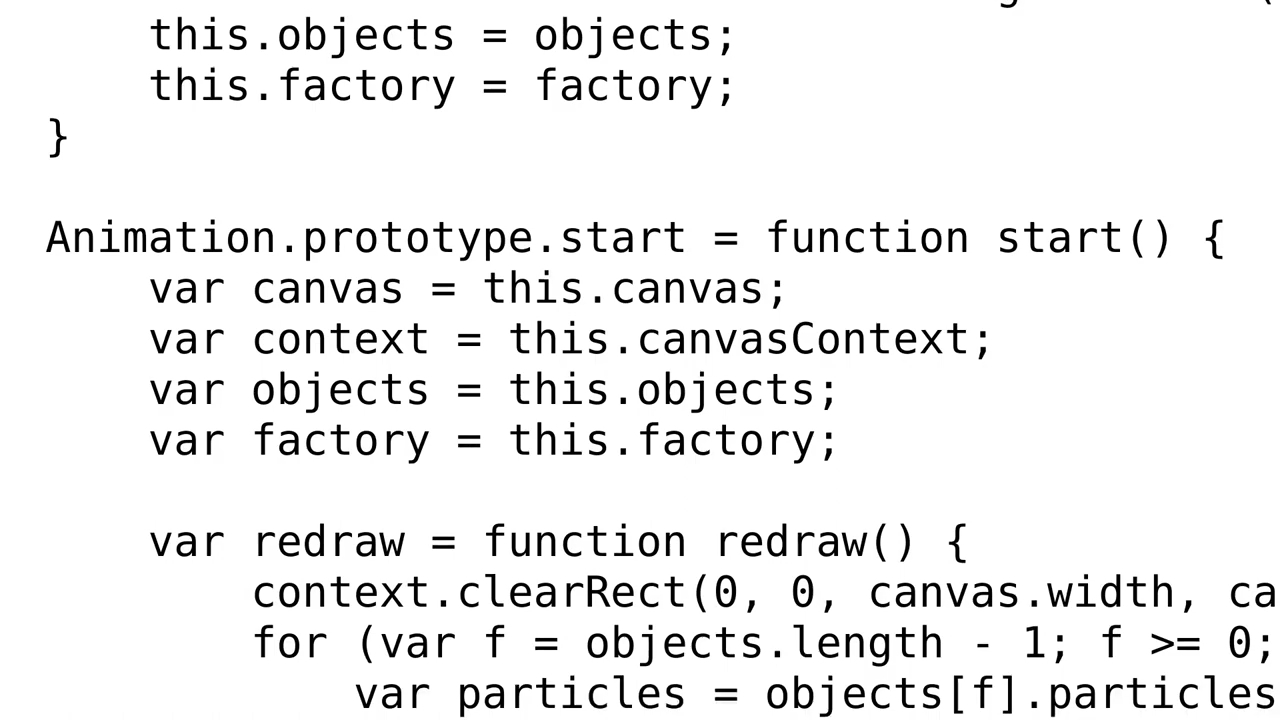 this.objects = objects;
this.factory = factory;
}
Animation.prototype.start = function start() {
var canvas = this.canvas;
var context = this.canvasContext;
var objects = this.objects;
var factory = this.factory;
var redraw = function redraw() {
context.clearRect(0, 0, canvas.width, ca
for (var f = objects.length - 1; f >= 0;
var particles = objects[f].particles